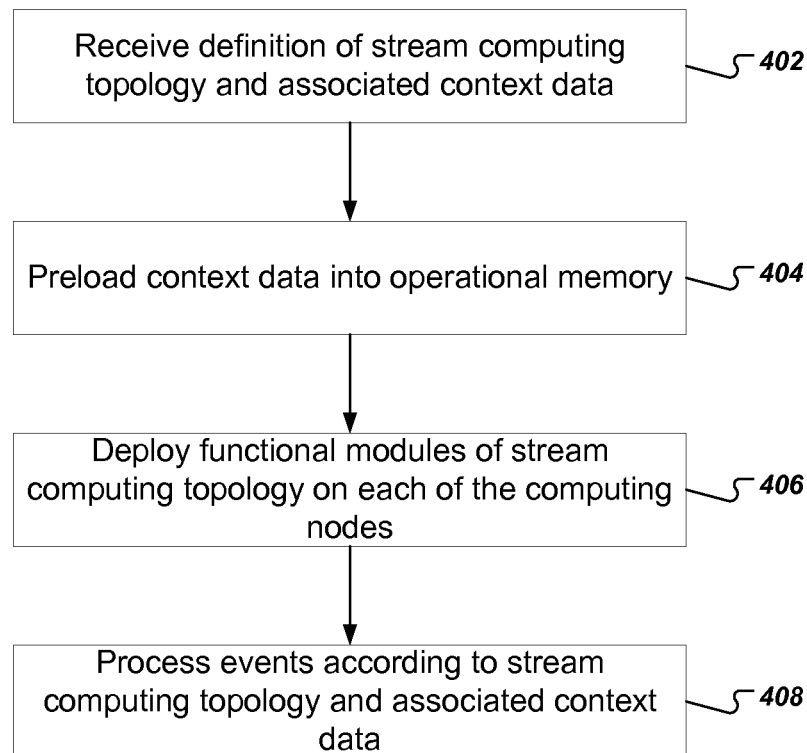 Receive definition of stream computing
topology and associated context data
402
Preload context data into operational memory
404
Deploy functional modules of stream
computing topology on each of the computing
nodes
406
Process events according to stream
computing topology and associated context
data
408